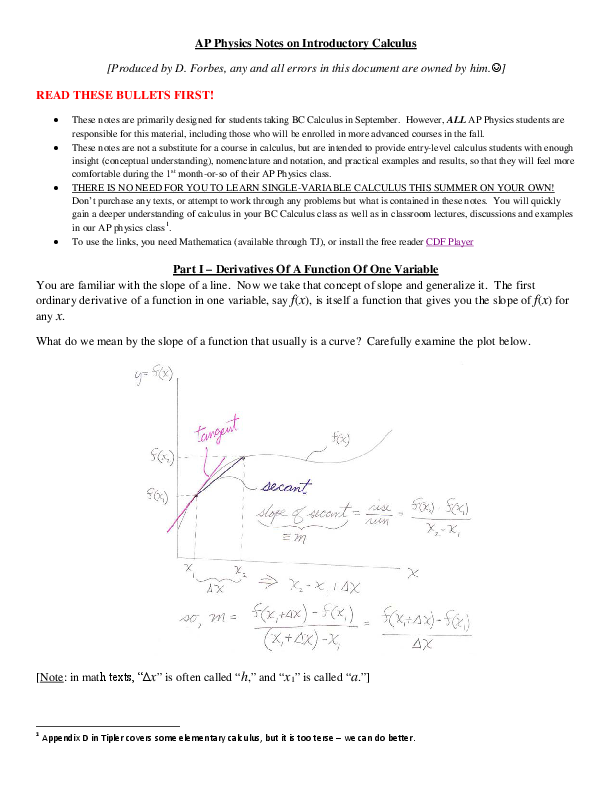 AP Physics Notes on Introductory Calculus
[Produced by D. Forbes, any and all errors in this document are owned by him.☺]
READ THESE BULLETS FIRST!
• These notes are primarily designed for students taking BC Calculus in September. However, ALL AP Physics students are
responsible for this material, including those who will be enrolled in more advanced courses in the fall.
• These notes are not a substitute for a course in calculus, but are intended to provide entry-level calculus students with enough
insight (conceptual understanding), nomenclature and notation, and practical examples and results, so that they will feel more
comfortable during the 1st month-or-so of their AP Physics class.
• THERE IS NO NEED FOR YOU TO LEARN SINGLE-VARIABLE CALCULUS THIS SUMMER ON YOUR OWN!
Don't purchase any texts, or attempt to work through any problems but what is contained in these notes. You will quickly
gain a deeper understanding of calculus in your BC Calculus class as well as in classroom lectures, discussions and examples
in our AP physics class1.
• To use the links, you need Mathematica (available through TJ), or install the free reader CDF Player
Part I – Derivatives Of A Function Of One Variable
You are familiar with the slope of a line. Now we take that concept of slope and generalize it. The first
ordinary derivative of a function in one variable, say f(x), is itself a function that gives you the slope of f(x) for
any x.
What do we mean by the slope of a function that usually is a curve? Carefully examine the plot below.
y = f(x)
tangent
f(x)
f(x₂)
secant
f(x₁)
slope of secant = rise/run = f(x₂) - f(x₁) / x₂ - x₁
≡ m
x₁ x₂ x
Δx ⇒ x₂ = x₁ + Δx
so, m = f(x₁+Δx) - f(x₁) / (x₁+Δx) - x₁ = f(x₁+Δx) - f(x₁) / Δx
[Note: in math texts, “Δx” is often called “h,” and “x₁” is called “a.”]
1 Appendix D in Tipler covers some elementary calculus, but it is too terse – we can do better.